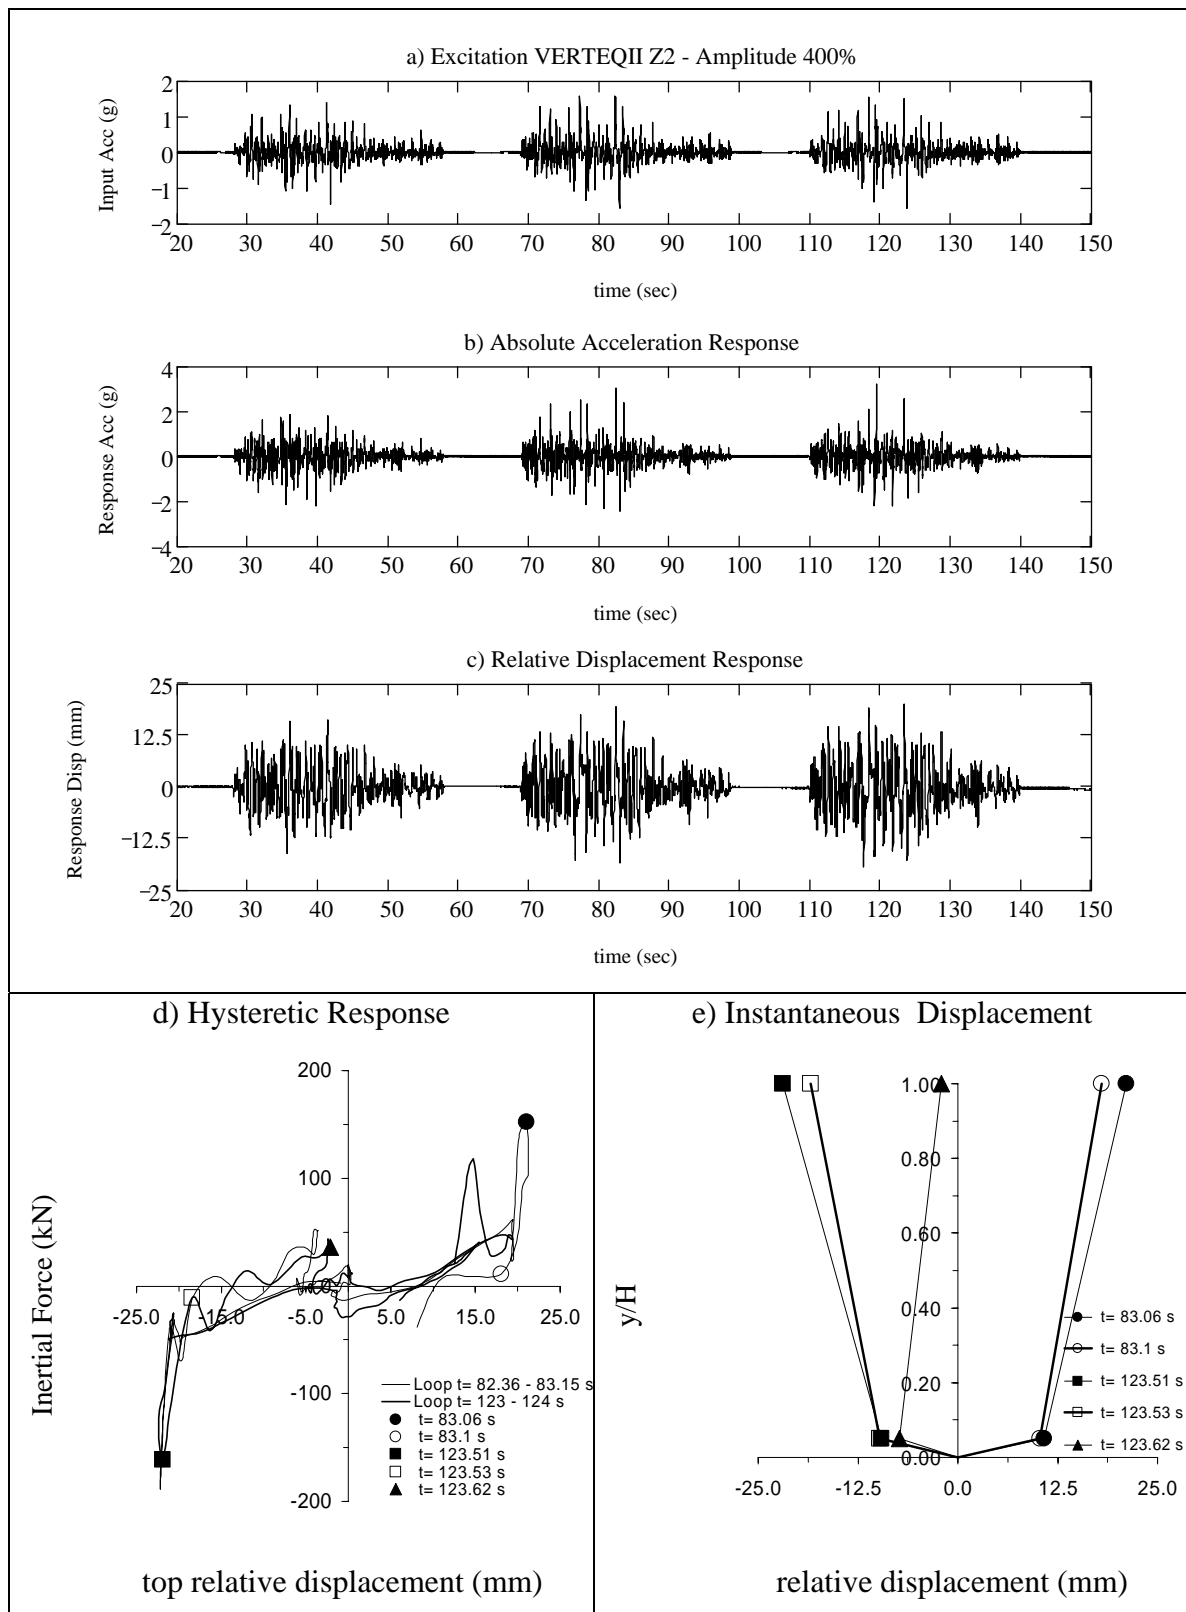 a) Excitation VERTEQII Z2 - Amplitude 400%
Input Acc (g)
2
1
0
−1
−2
20 30 40 50 60 70 80 90 100 110 120 130 140 150
time (sec)
b) Absolute Acceleration Response
Response Acc (g)
4
2
0
−2
−4
20 30 40 50 60 70 80 90 100 110 120 130 140 150
time (sec)
c) Relative Displacement Response
Response Disp (mm)
25
12.5
0
−12.5
−25
20 30 40 50 60 70 80 90 100 110 120 130 140 150
time (sec)
d) Hysteretic Response
Inertial Force (kN)
200
100
0
-100
-200
-25.0 -15.0 -5.0 5.0 15.0 25.0
Loop t= 82.36 - 83.15 s
Loop t= 123 - 124 s
t= 83.06 s
t= 83.1 s
t= 123.51 s
t= 123.53 s
t= 123.62 s
top relative displacement (mm)
e) Instantaneous Displacement
y/H
1.00
0.80
0.60
0.40
0.20
0.00
-25.0 -12.5 0.0 12.5 25.0
t= 83.06 s
t= 83.1 s
t= 123.51 s
t= 123.53 s
t= 123.62 s
relative displacement (mm)